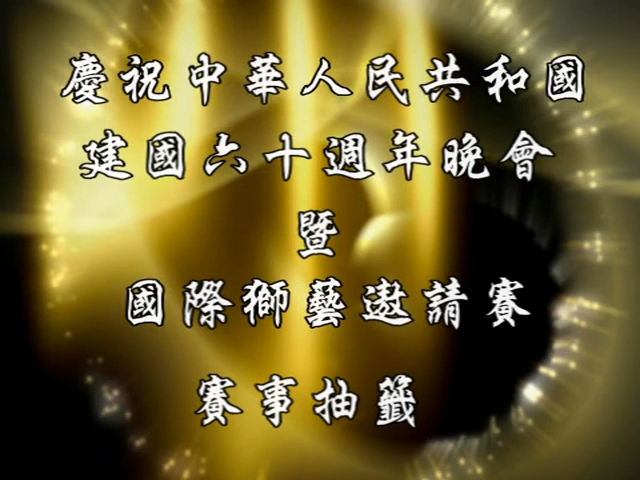 慶祝中華人民共和國
建國六十週年晚會
暨
國際獅藝邀請賽
賽事抽籤